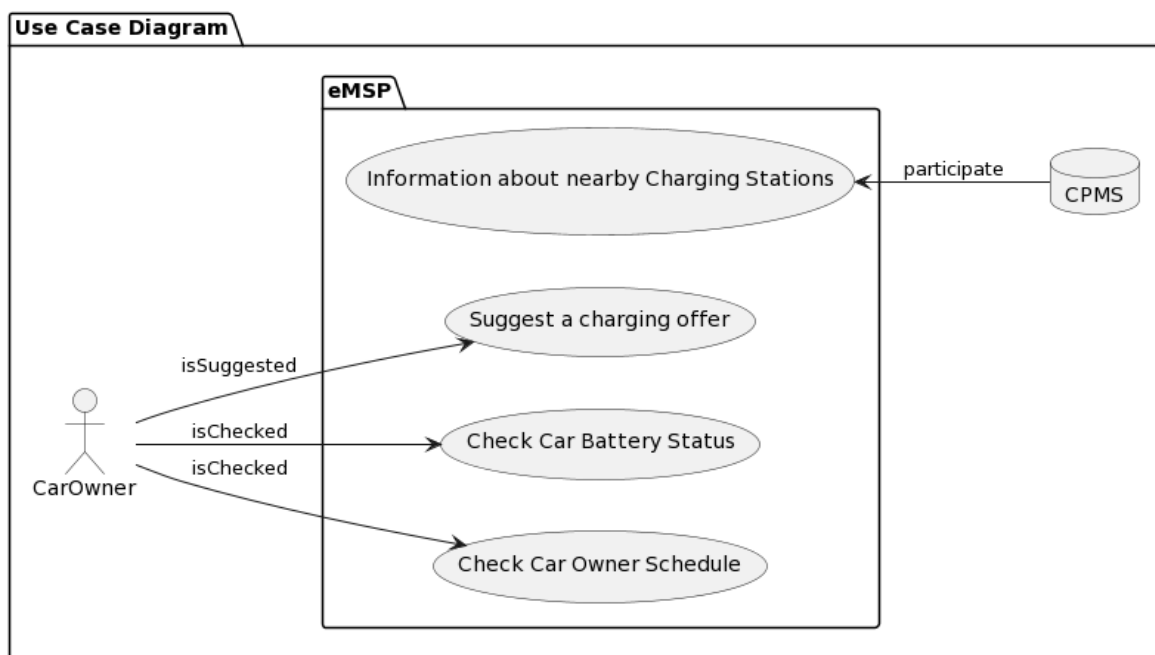 Use Case Diagram
eMSP
Information about nearby Charging Stations
participate
CPMS
Suggest a charging offer
isSuggested
isChecked
Check Car Battery Status
isChecked
CarOwner
Check Car Owner Schedule